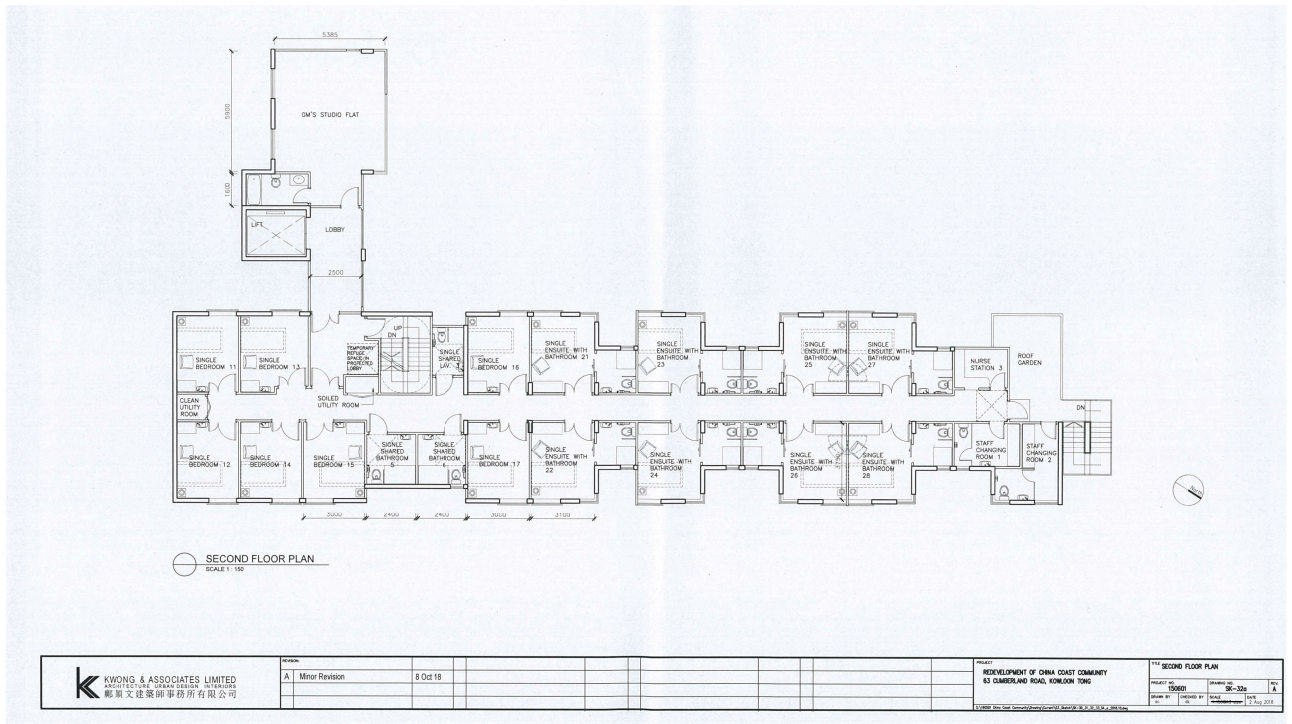 5385
5900
GM'S STUDIO FLAT
1600
LIFT
LOBBY
2500
UP
DN
TEMPORARY
REFUGE
SPACE IN
PROTECTED
LOBBY
SINGLE
BEDROOM 11
SINGLE
BEDROOM 13
SINGLE
SHARED
LAV. 3
SINGLE
BEDROOM 16
SINGLE
ENSUITE WITH
BATHROOM 21
SINGLE
ENSUITE WITH
BATHROOM
23
SINGLE
ENSUITE WITH
BATHROOM
25
SINGLE
ENSUITE WITH
BATHROOM
27
NURSE
STATION 3
ROOF
GARDEN
CLEAN
UTILITY
ROOM
SOILED
UTILITY ROOM
DN
SINGLE
BEDROOM 12
SINGLE
BEDROOM 14
SINGLE
BEDROOM 15
SIGNLE
SHARED
BATHROOM
5
SIGNLE
SHARED
BATHROOM
6
SINGLE
BEDROOM 17
SINGLE
ENSUITE WITH
BATHROOM
22
SINGLE
ENSUITE WITH
BATHROOM
24
SINGLE
ENSUITE WITH
BATHROOM
26
SINGLE
ENSUITE WITH
BATHROOM
28
STAFF
CHANGING
ROOM 1
STAFF
CHANGING
ROOM 2
North
3000
2400
2400
3000
3100
SECOND FLOOR PLAN
SCALE 1 : 150
KWONG & ASSOCIATES LIMITED
ARCHITECTURE URBAN DESIGN INTERIORS
鄺頴文建築師事務所有限公司
REVISION:
A Minor Revision 8 Oct 18
PROJECT
REDEVELOPMENT OF CHINA COAST COMMUNITY
63 CUMBERLAND ROAD, KOWLOON TONG
TITLE SECOND FLOOR PLAN
PROJECT NO.
150601
DRAWING NO.
SK-32a
REV.
A
DRAWN BY
CHECKED BY
SCALE
DATE
2 Aug 2018